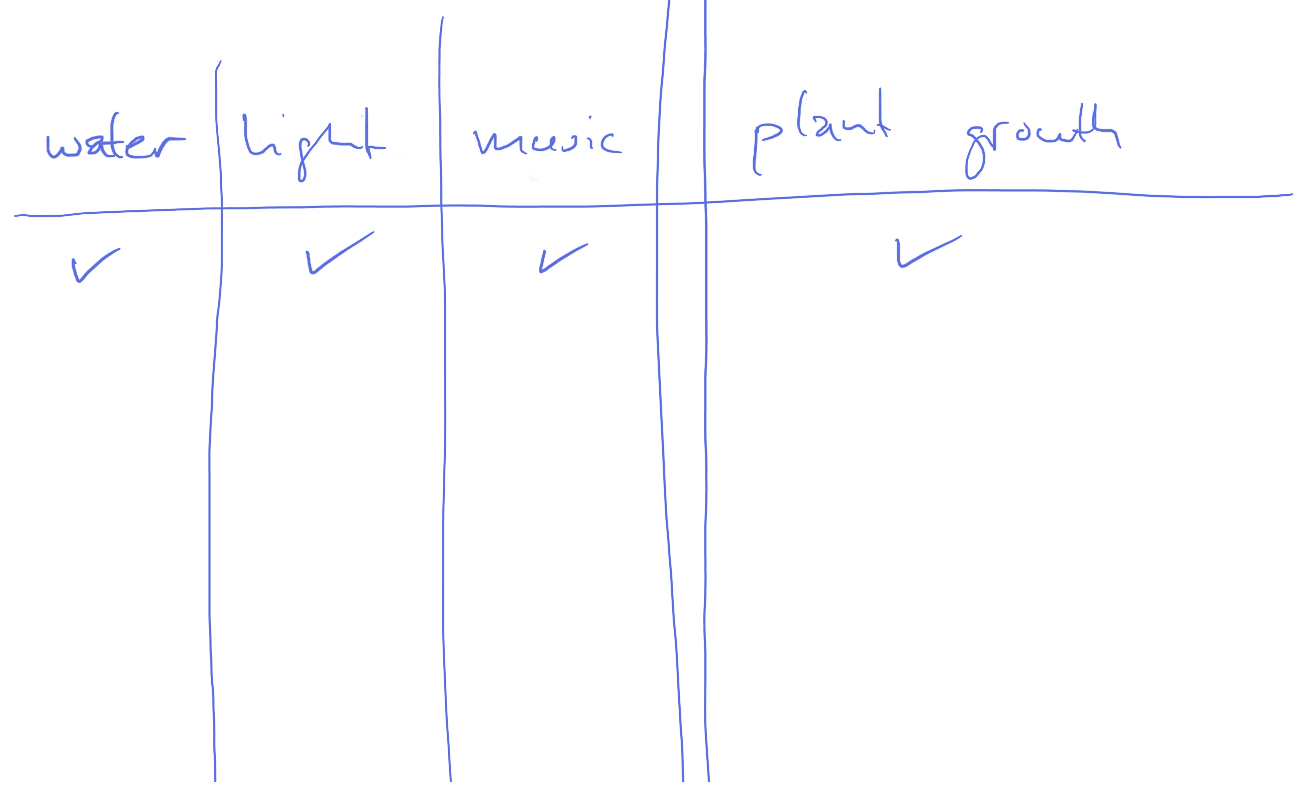 water light music plant growth
✓ ✓ ✓ ✓